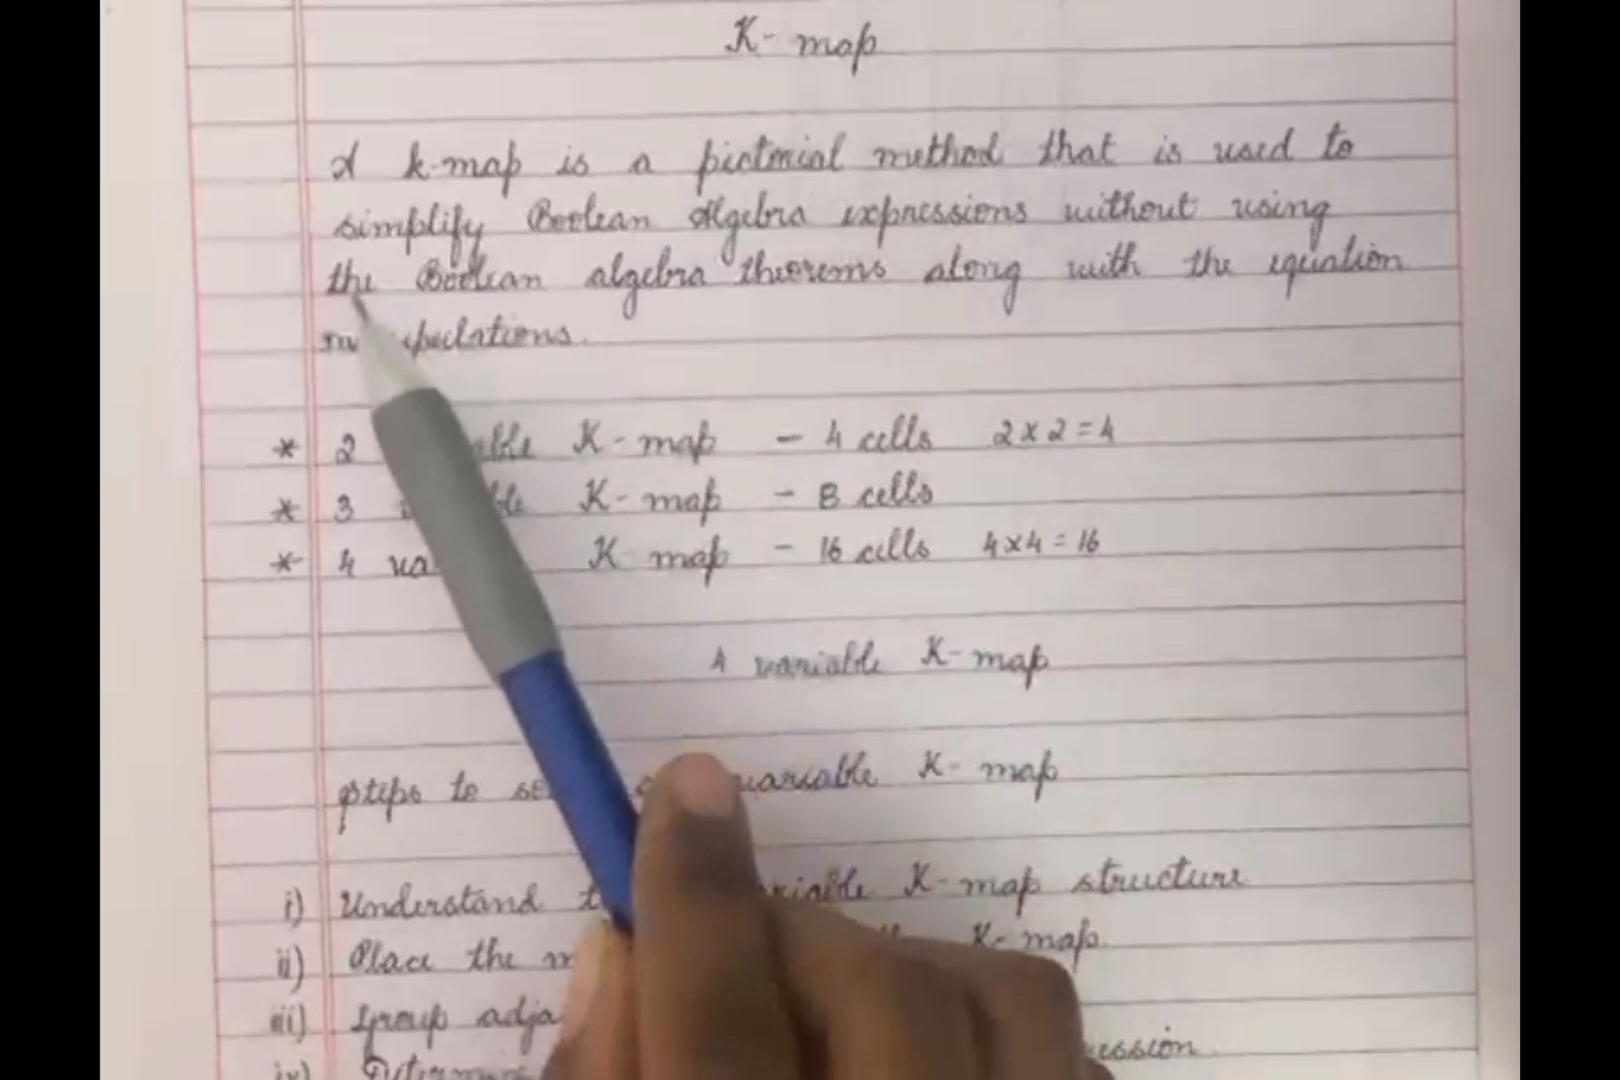 K- map
A k-map is a pictorial method that is used to
simplify Boolean Algebra expressions without using
the Boolean algebra theorems along with the equation
* 2 K-map - 4 cells 2 x 2 = 4
* 3 K-map - 8 cells
* 4 K-map - 16 cells 4 x 4 = 16
4 variable K-map
steps to variable K-map
i) Understand K-map structure
ii) Place the K-map
iii) Group
iv)